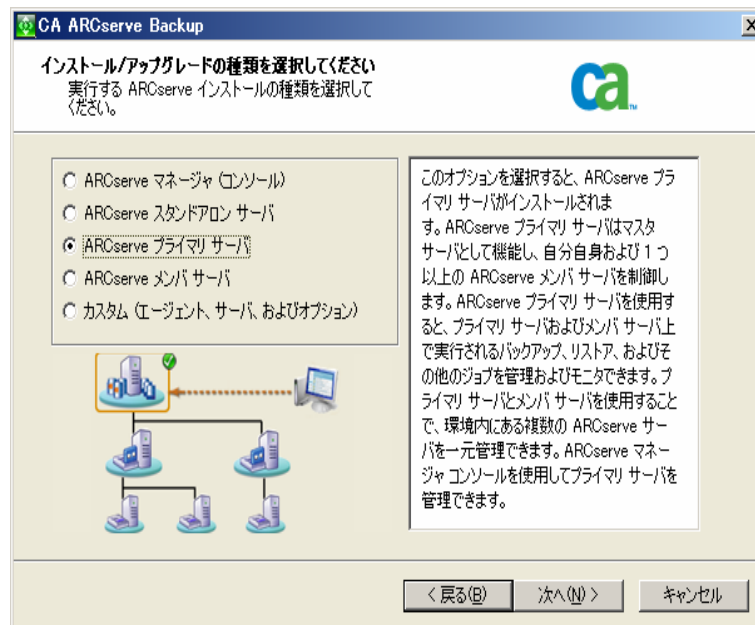 CA ARCserve Backup
インストール/アップグレードの種類を選択してください
実行する ARCserve インストールの種類を選択して
ください。
ca
ARCserve マネージャ (コンソール)
ARCserve スタンドアロン サーバ
ARCserve プライマリ サーバ
ARCserve メンバ サーバ
カスタム (エージェント、サーバ、およびオプション)
このオプションを選択すると、ARCserve プラ
イマリ サーバがインストールされま
す。ARCserve プライマリ サーバはマスタ
サーバとして機能し、自分自身および 1 つ
以上の ARCserve メンバ サーバを制御し
ます。ARCserve プライマリ サーバを使用す
ると、プライマリ サーバおよびメンバ サーバ上
で実行されるバックアップ、リストア、およびそ
の他のジョブを管理およびモニタできます。プ
ライマリ サーバとメンバ サーバを使用すること
で、環境内にある複数の ARCserve サー
バを一元管理できます。ARCserve マネー
ジャ コンソールを使用してプライマリ サーバを
管理できます。
< 戻る(B)
次へ(N) >
キャンセル